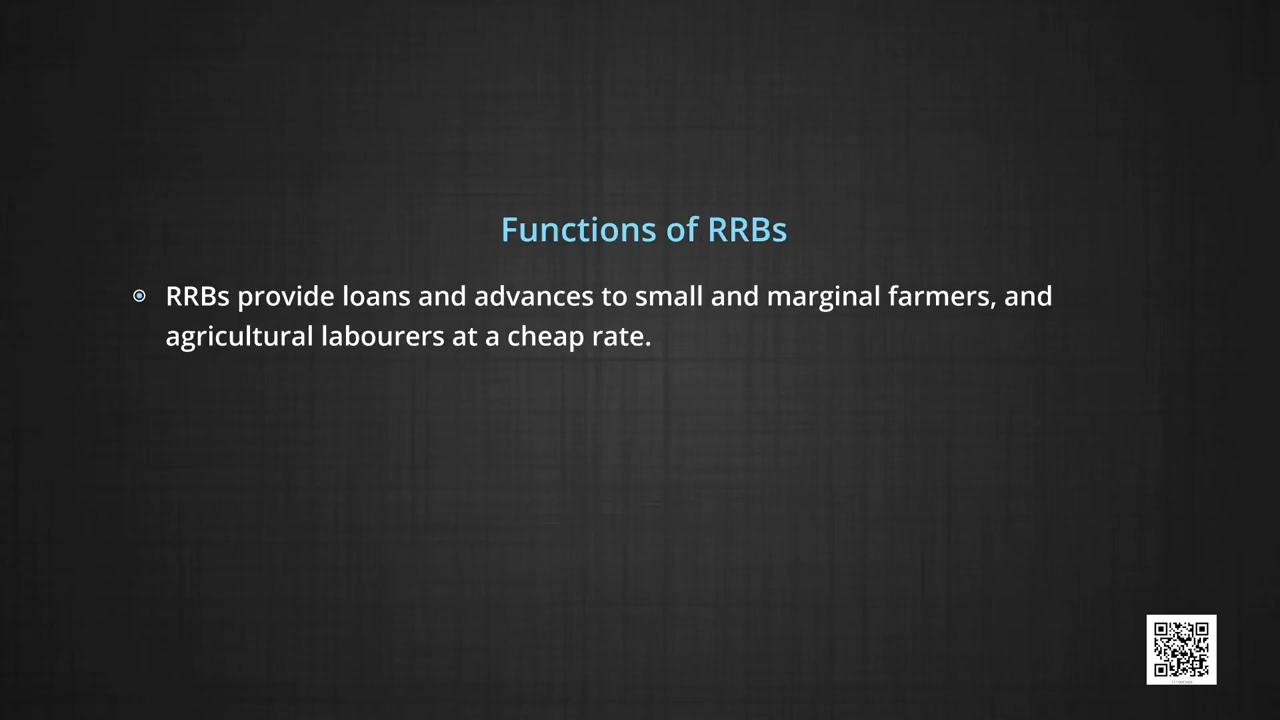 Functions of RRBs
RRBs provide loans and advances to small and marginal farmers, and
agricultural labourers at a cheap rate.